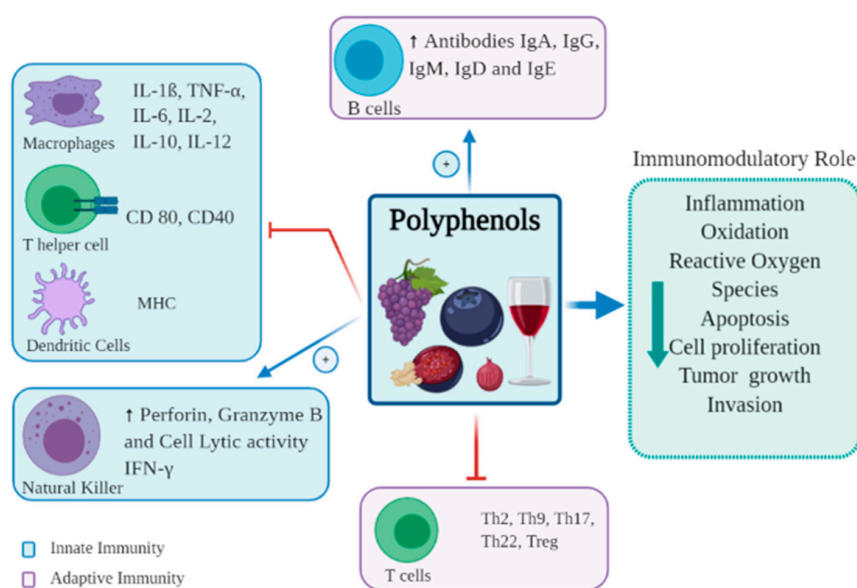 ↑ Antibodies IgA, IgG,
IgM, IgD and IgE
B cells
IL-1ß, TNF-α,
IL-6, IL-2,
IL-10, IL-12
Macrophages
CD 80, CD40
T helper cell
MHC
Dendritic Cells
+
Polyphenols
Immunomodulatory Role
Inflammation
Oxidation
Reactive Oxygen
Species
Apoptosis
Cell proliferation
Tumor growth
Invasion
+
↑ Perforin, Granzyme B
and Cell Lytic activity
IFN-γ
Natural Killer
Th2, Th9, Th17,
Th22, Treg
T cells
Innate Immunity
Adaptive Immunity